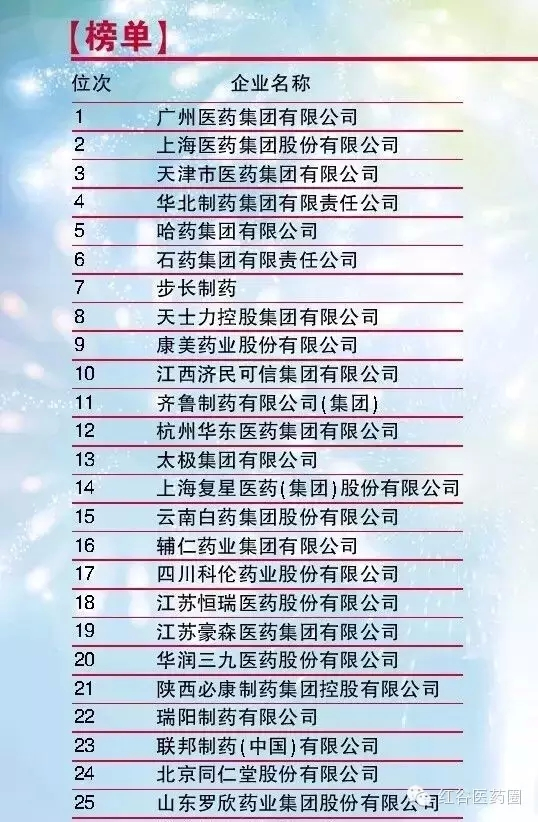 【榜单】
位次 企业名称
1 广州医药集团有限公司
2 上海医药集团股份有限公司
3 天津市医药集团有限公司
4 华北制药集团有限责任公司
5 哈药集团有限公司
6 石药集团有限责任公司
7 步长制药
8 天士力控股集团有限公司
9 康美药业股份有限公司
10 江西济民可信集团有限公司
11 齐鲁制药有限公司(集团)
12 杭州华东医药集团有限公司
13 太极集团有限公司
14 上海复星医药(集团)股份有限公司
15 云南白药集团股份有限公司
16 辅仁药业集团有限公司
17 四川科伦药业股份有限公司
18 江苏恒瑞医药股份有限公司
19 江苏豪森医药集团有限公司
20 华润三九医药股份有限公司
21 陕西必康制药集团控股有限公司
22 瑞阳制药有限公司
23 联邦制药(中国)有限公司
24 北京同仁堂股份有限公司
25 山东罗欣药业集团股份有限公司
红谷医药圈